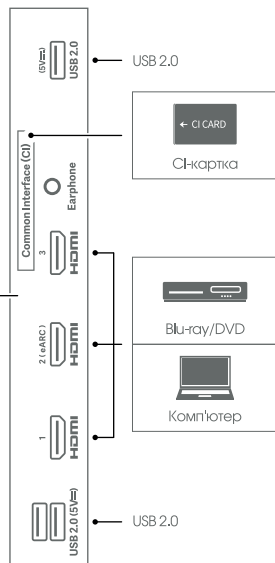 (5V⎓)
USB 2.0
USB 2.0
← CI CARD
CI-картка
Common Interface (CI)
Earphone
3
HDMI
2 (eARC)
HDMI
Blu-ray/DVD
Комп'ютер
1
HDMI
USB 2.0 (5V⎓)
USB 2.0